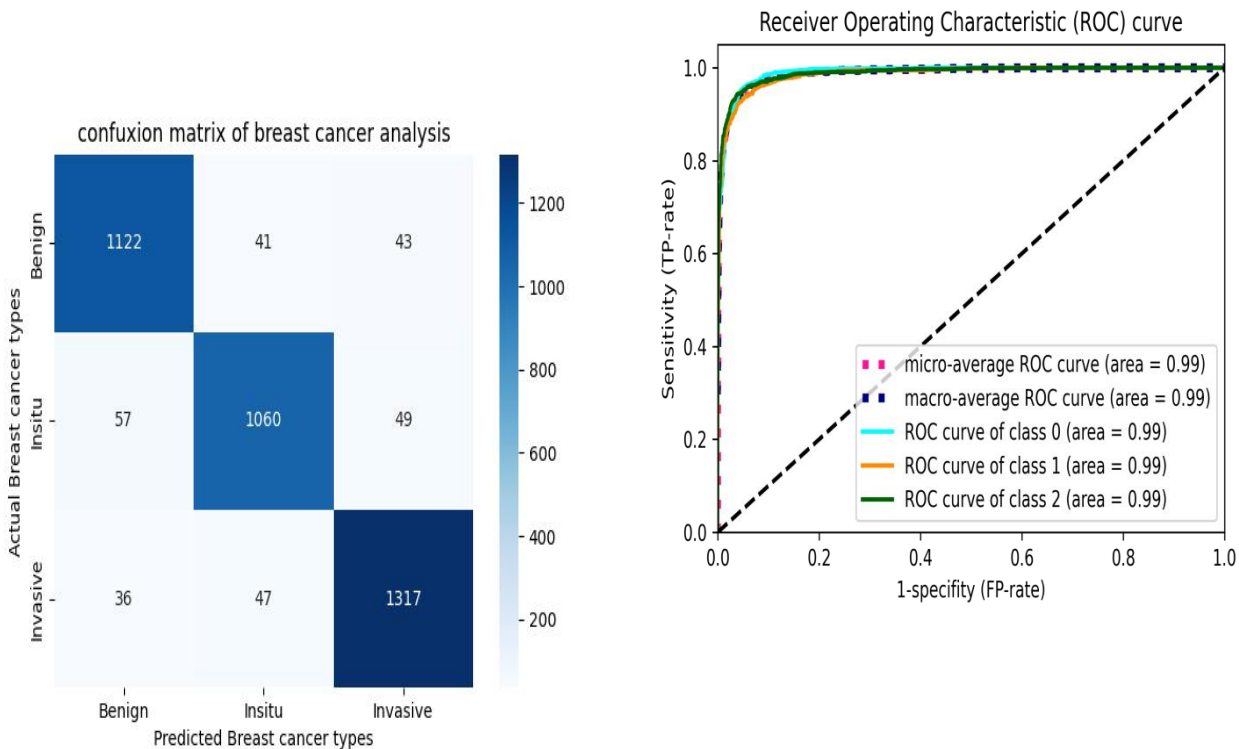 confuxion matrix of breast cancer analysis
Actual Breast cancer types
Benign
1122 41 43
Insitu
57 1060 49
Invasive
36 47 1317
Benign Insitu Invasive
Predicted Breast cancer types
1200
1000
800
600
400
200
Receiver Operating Characteristic (ROC) curve
Sensitivity (TP-rate)
1.0
0.8
0.6
0.4
0.2
0.0
micro-average ROC curve (area = 0.99)
macro-average ROC curve (area = 0.99)
ROC curve of class 0 (area = 0.99)
ROC curve of class 1 (area = 0.99)
ROC curve of class 2 (area = 0.99)
0.0 0.2 0.4 0.6 0.8 1.0
1-specifity (FP-rate)